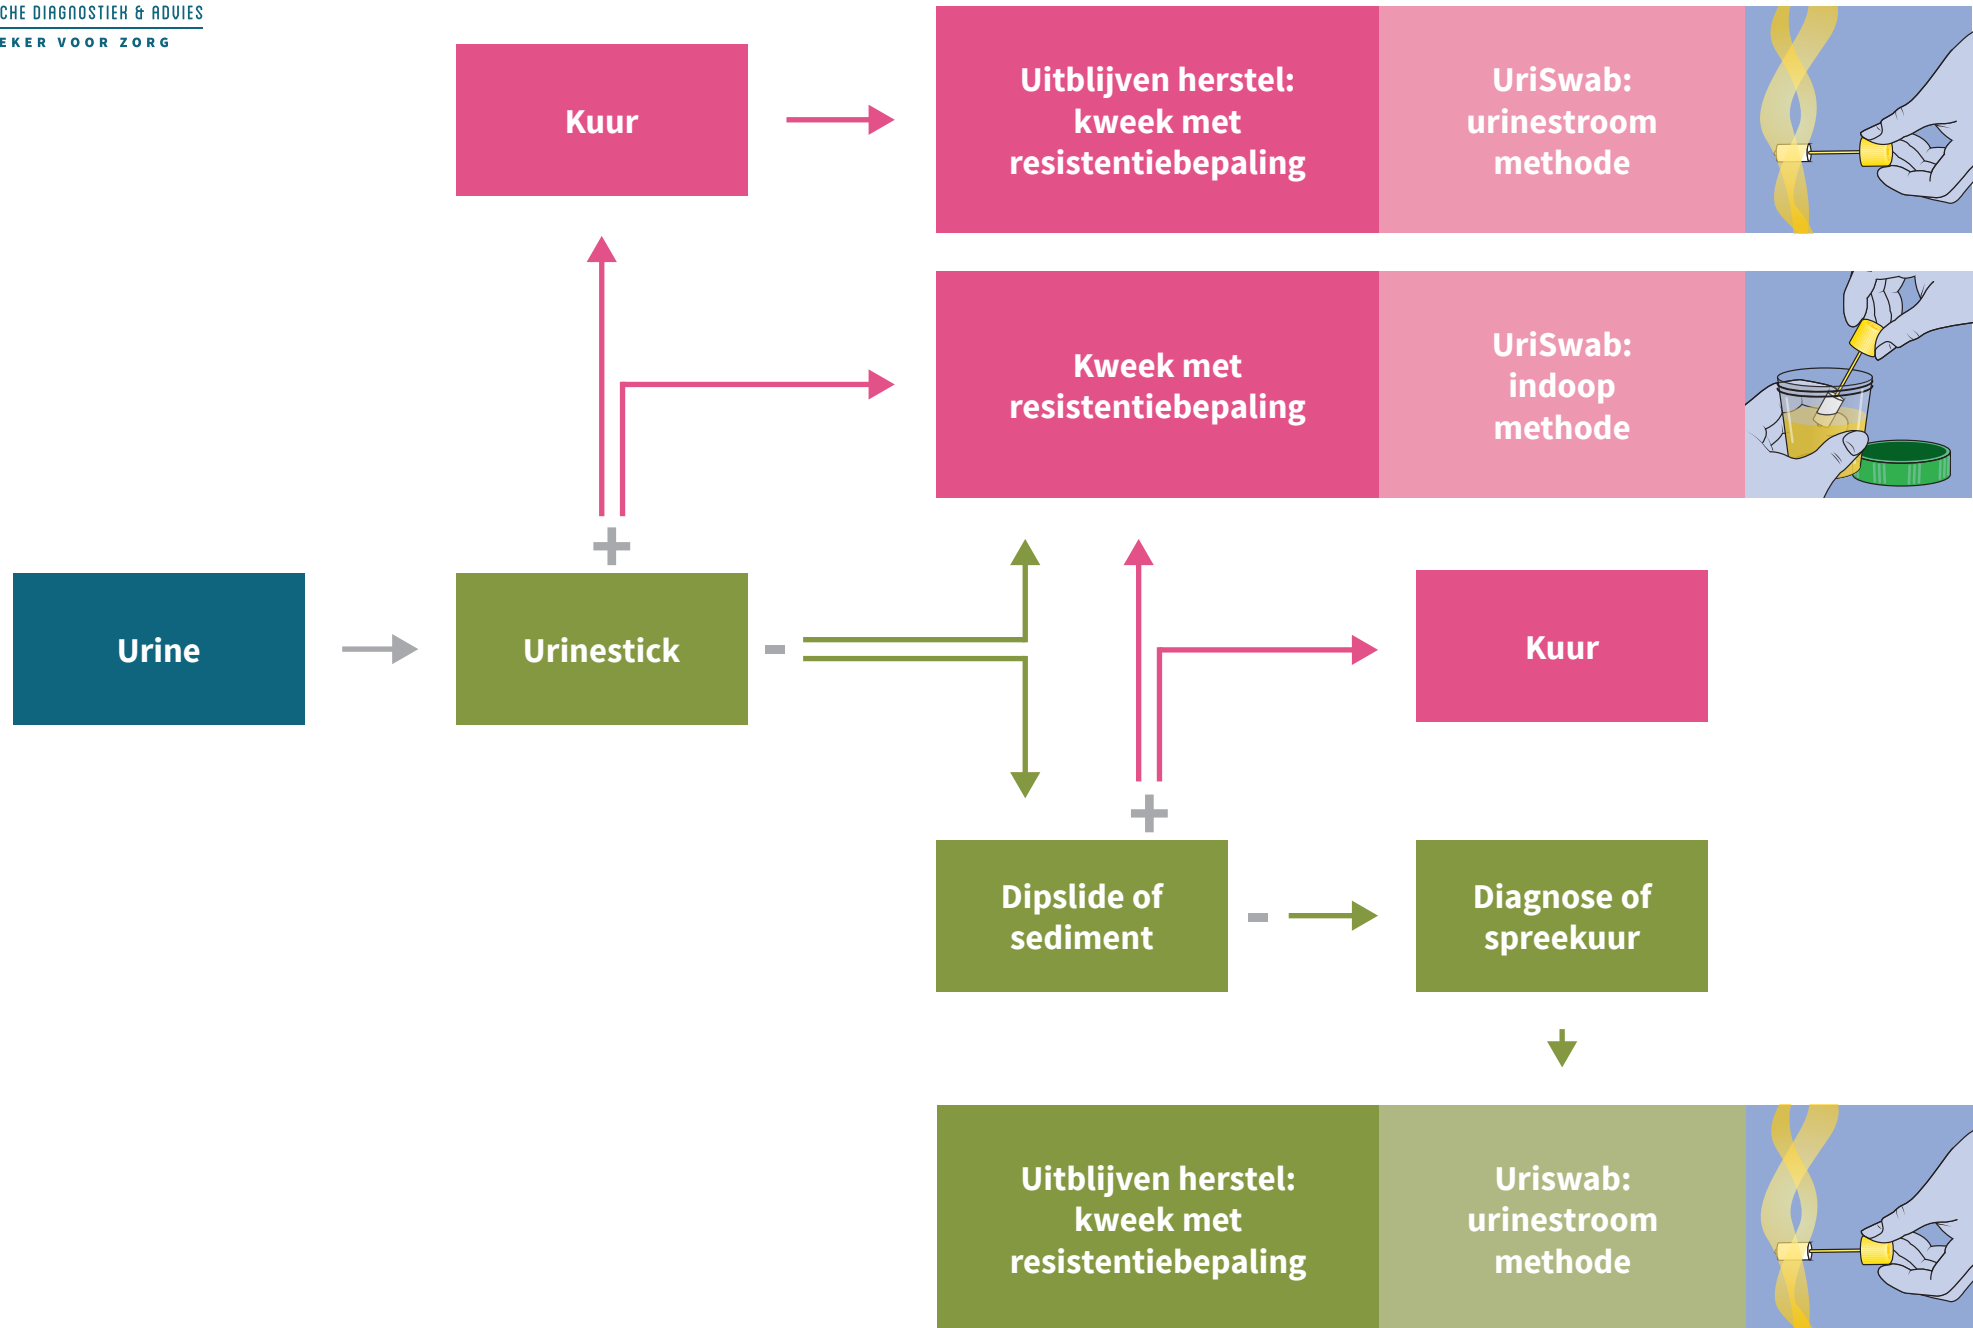 CHE DIAGNOSTIEK & ADVIES
EKER VOOR ZORG
Kuur
Uitblijven herstel:
kweek met
resistentiebepaling
UriSwab:
urinestroom
methode
Kweek met
resistentiebepaling
UriSwab:
indoop
methode
+
Urine
Urinestick
-
Kuur
+
Dipslide of
sediment
-
Diagnose of
spreekuur
Uitblijven herstel:
kweek met
resistentiebepaling
Uriswab:
urinestroom
methode